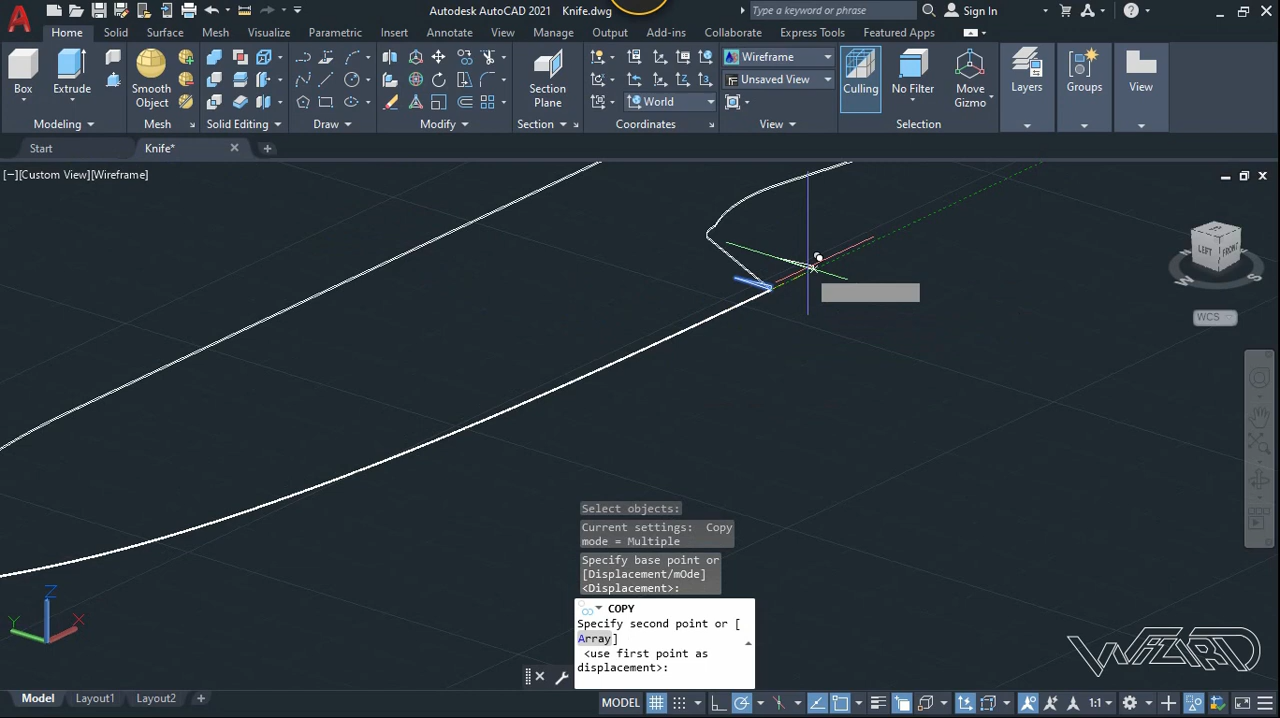 Autodesk AutoCAD 2021 Knife.dwg
Type a keyword or phrase
Sign In
Home Solid Surface Mesh Visualize Parametric Insert Annotate View Manage Output Add-ins Collaborate Express Tools Featured Apps
Box
Extrude
Smooth
Object
Section
Plane
Wireframe
Unsaved View
World
Culling
No Filter
Move
Gizmo
Layers
Groups
View
Modeling
Mesh
Solid Editing
Draw
Modify
Section
Coordinates
View
Selection
Start
Knife*
[−][Custom View][Wireframe]
LEFT
FRONT
W
S
WCS
Select objects:
Current settings: Copy
mode = Multiple
Specify base point or
[Displacement/mOde]
<Displacement>:
COPY
Specify second point or [
Array]
<use first point as
displacement>:
Z
Y
X
WIZARD
Model
Layout1
Layout2
MODEL
1:1